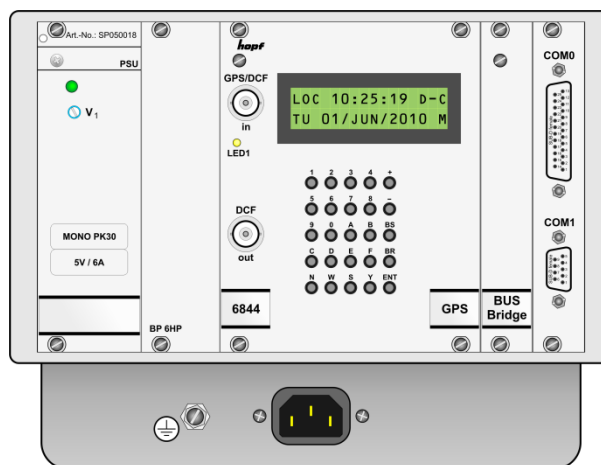 Art.-No.: SP050018
PSU
V1
MONO PK30
5V / 6A
BP 6HP
hopf
GPS/DCF
in
LED1
DCF
out
6844
LOC 10:25:19 D-C
TU 01/JUN/2010 M
1 2 3 4 +
5 6 7 8 –
9 0 A B BS
C D E F BR
N W S Y ENT
GPS
BUS
Bridge
COM0
COM1